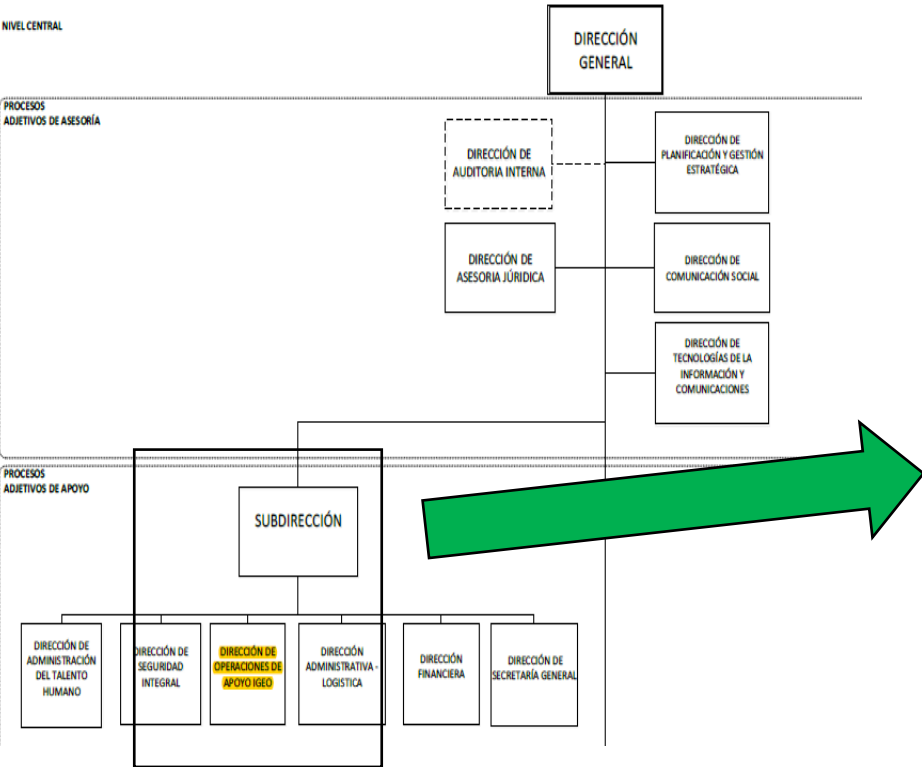 NIVEL CENTRAL
DIRECCIÓN
GENERAL
PROCESOS
ADJETIVOS DE ASESORÍA
DIRECCIÓN DE
AUDITORIA INTERNA
DIRECCIÓN DE
PLANIFICACIÓN Y GESTIÓN
ESTRATÉGICA
DIRECCIÓN DE
ASESORIA JÚRIDICA
DIRECCIÓN DE
COMUNICACIÓN SOCIAL
DIRECCIÓN DE
TECNOLOGÍAS DE LA
INFORMACIÓN Y
COMUNICACIONES
PROCESOS
ADJETIVOS DE APOYO
SUBDIRECCIÓN
DIRECCIÓN DE
ADMINISTRACIÓN
DEL TALENTO
HUMANO
DIRECCIÓN DE
SEGURIDAD
INTEGRAL
DIRECCIÓN DE
OPERACIONES DE
APOYO IGEO
DIRECCIÓN
ADMINISTRATIVA -
LOGISTICA
DIRECCIÓN
FINANCIERA
DIRECCIÓN DE
SECRETARÍA GENERAL